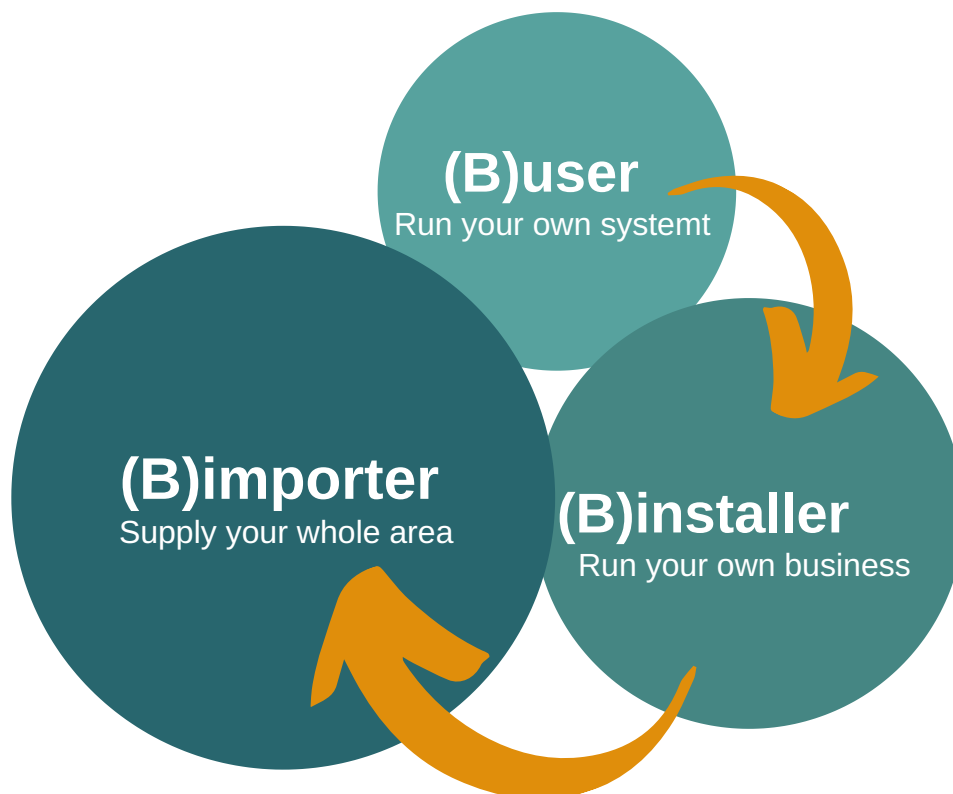 (B)user
Run your own systemt
(B)importer
Supply your whole area
(B)installer
Run your own business